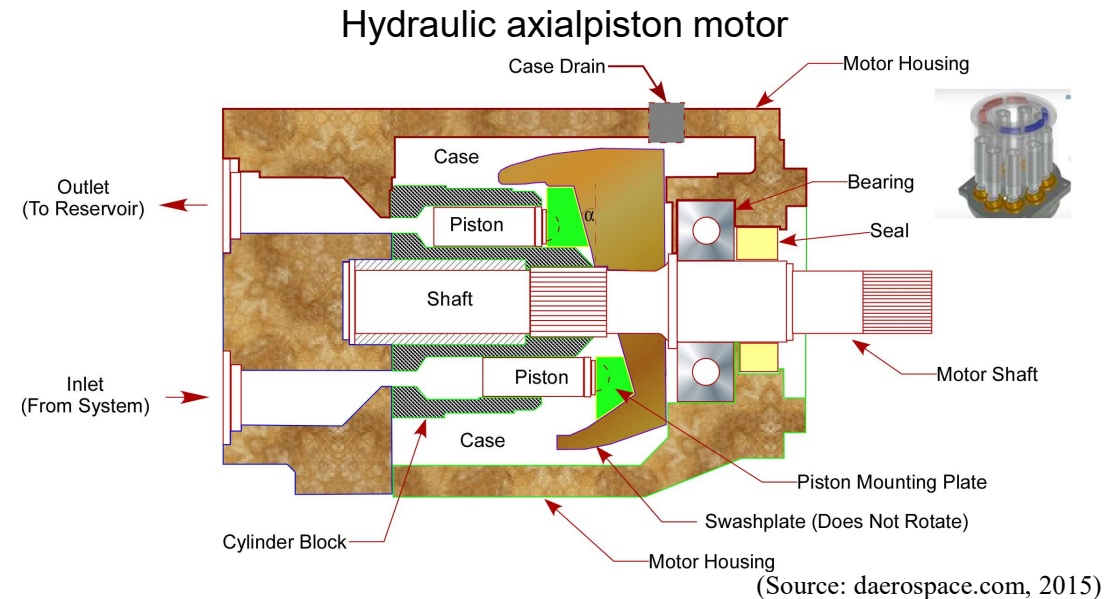 Hydraulic axialpiston motor
Case Drain
Motor Housing
Case
Outlet
(To Reservoir)
Bearing
Piston
α
Seal
Shaft
Inlet
(From System)
Piston
Motor Shaft
Case
Piston Mounting Plate
Swashplate (Does Not Rotate)
Cylinder Block
Motor Housing
(Source: daerospace.com, 2015)